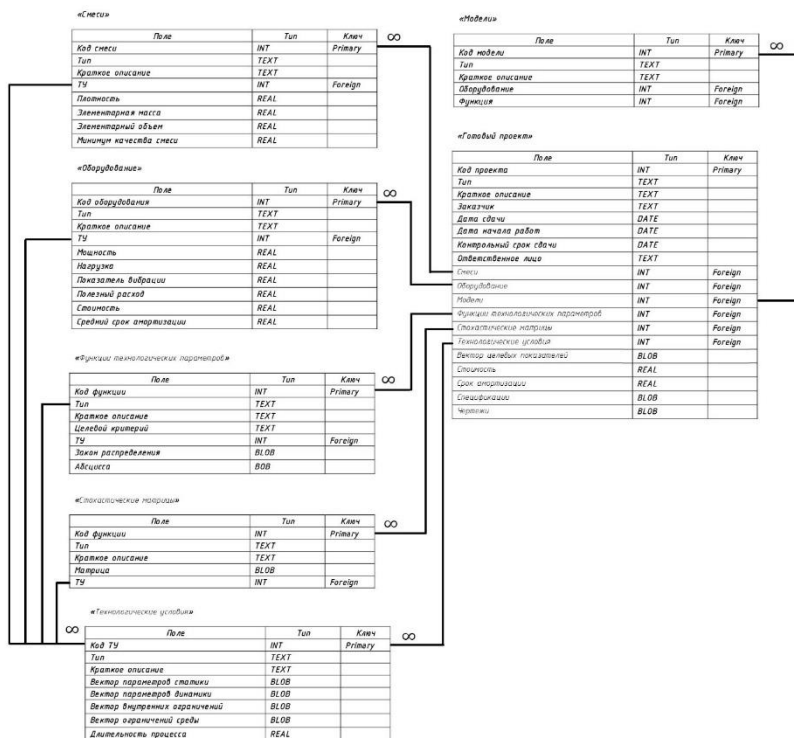 «Смеси»
Поле Тип Ключ
Код смеси INT Primary
Тип TEXT
Краткое описание TEXT
ТУ INT Foreign
Плотность REAL
Элементарная масса REAL
Элементарный объем REAL
Минимум качества смеси REAL
∞
«Оборудование»
Поле Тип Ключ
Код оборудования INT Primary
Тип TEXT
Краткое описание TEXT
ТУ INT Foreign
Мощность REAL
Нагрузка REAL
Показатель вибрации REAL
Полезный расход REAL
Стоимость REAL
Средний срок амортизации REAL
∞
«Функции технологических параметров»
Поле Тип Ключ
Код функции INT Primary
Тип TEXT
Краткое описание TEXT
Целевой критерий TEXT
ТУ INT Foreign
Закон распределения BLOB
Абсцисса BOB
∞
«Стохастические матрицы»
Поле Тип Ключ
Код функции INT Primary
Тип TEXT
Краткое описание TEXT
Матрица BLOB
ТУ INT Foreign
∞
«Технологические условия»
∞
Поле Тип Ключ
Код ТУ INT Primary
Тип TEXT
Краткое описание TEXT
Вектор параметров статики BLOB
Вектор параметров динамики BLOB
Вектор внутренних ограничений BLOB
Вектор ограничений среды BLOB
Длительность процесса REAL
∞
«Модели»
Поле Тип Ключ
Код модели INT Primary
Тип TEXT
Краткое описание TEXT
Оборудование INT Foreign
Функция INT Foreign
∞
«Готовый проект»
Поле Тип Ключ
Код проекта INT Primary
Тип TEXT
Краткое описание TEXT
Заказчик TEXT
Дата сдачи DATE
Дата начала работ DATE
Контрольный срок сдачи DATE
Ответственное лицо TEXT
Смеси INT Foreign
Оборудование INT Foreign
Модели INT Foreign
Функции технологических параметров INT Foreign
Стохастические матрицы INT Foreign
Технологические условия INT Foreign
Вектор целевых показателей BLOB
Стоимость REAL
Срок амортизации REAL
Спецификации BLOB
Чертежи BLOB